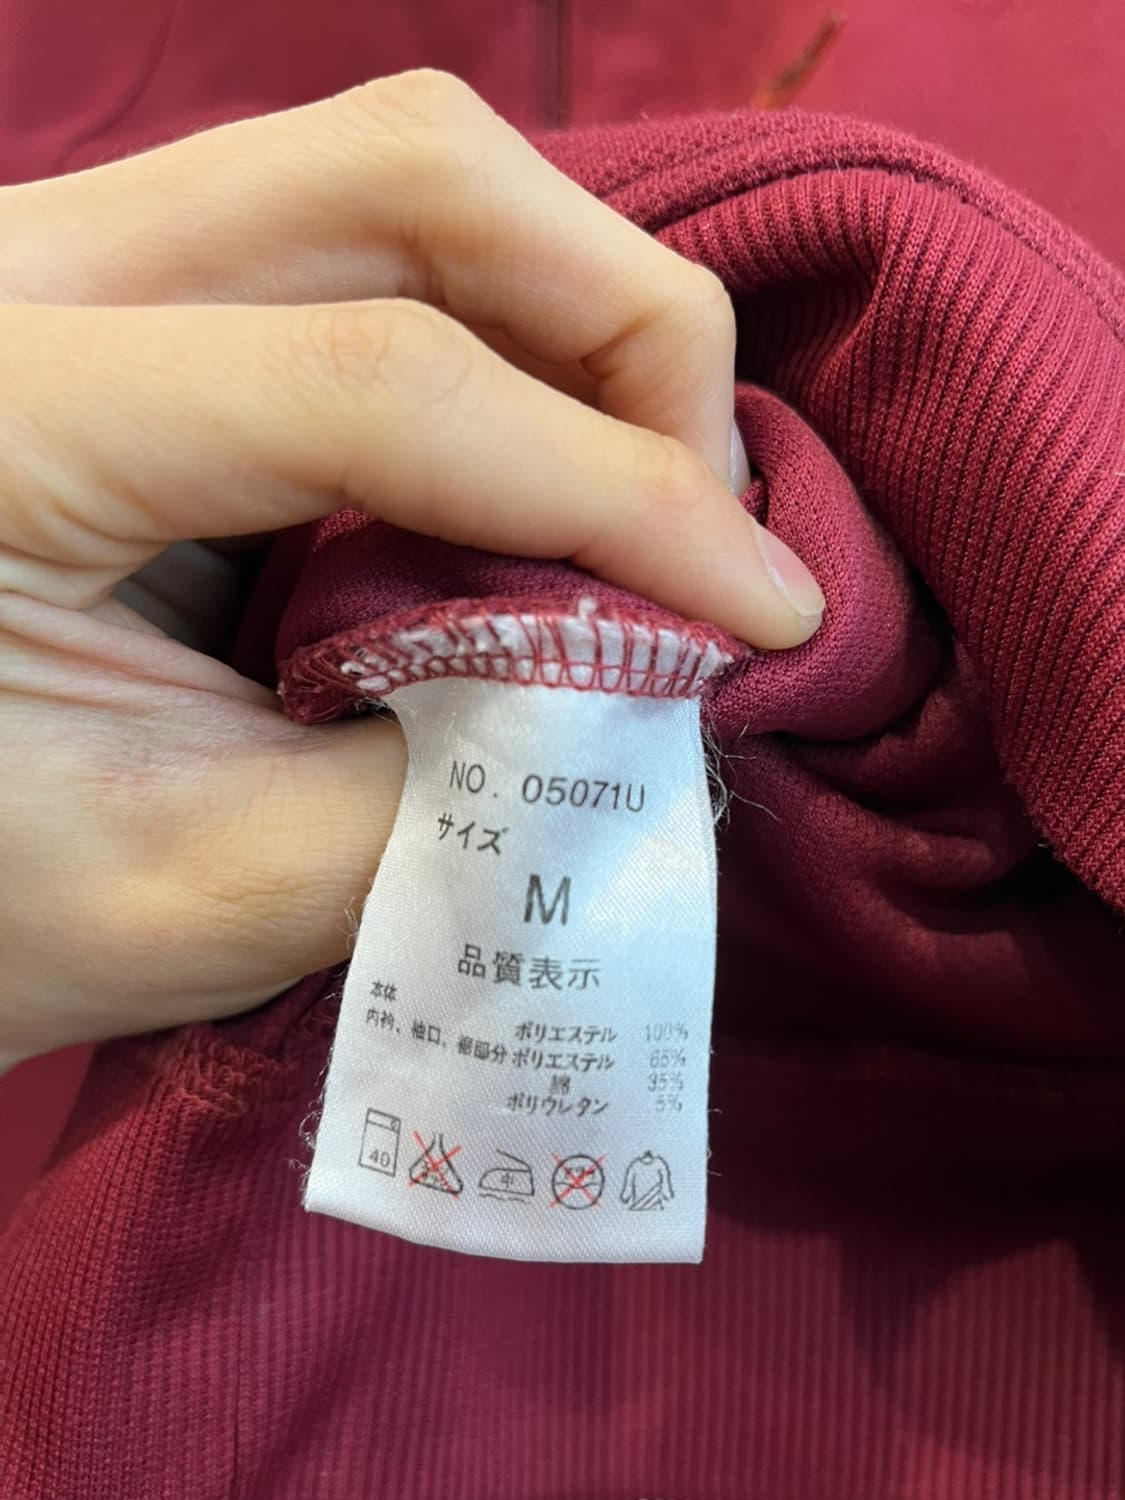 NO. 05071U
サイズ
M
品質表示
本体
ポリエステル 100%
内衿、袖口、裾部分 ポリエステル 65%
綿 35%
ポリウレタン 5%
40
中